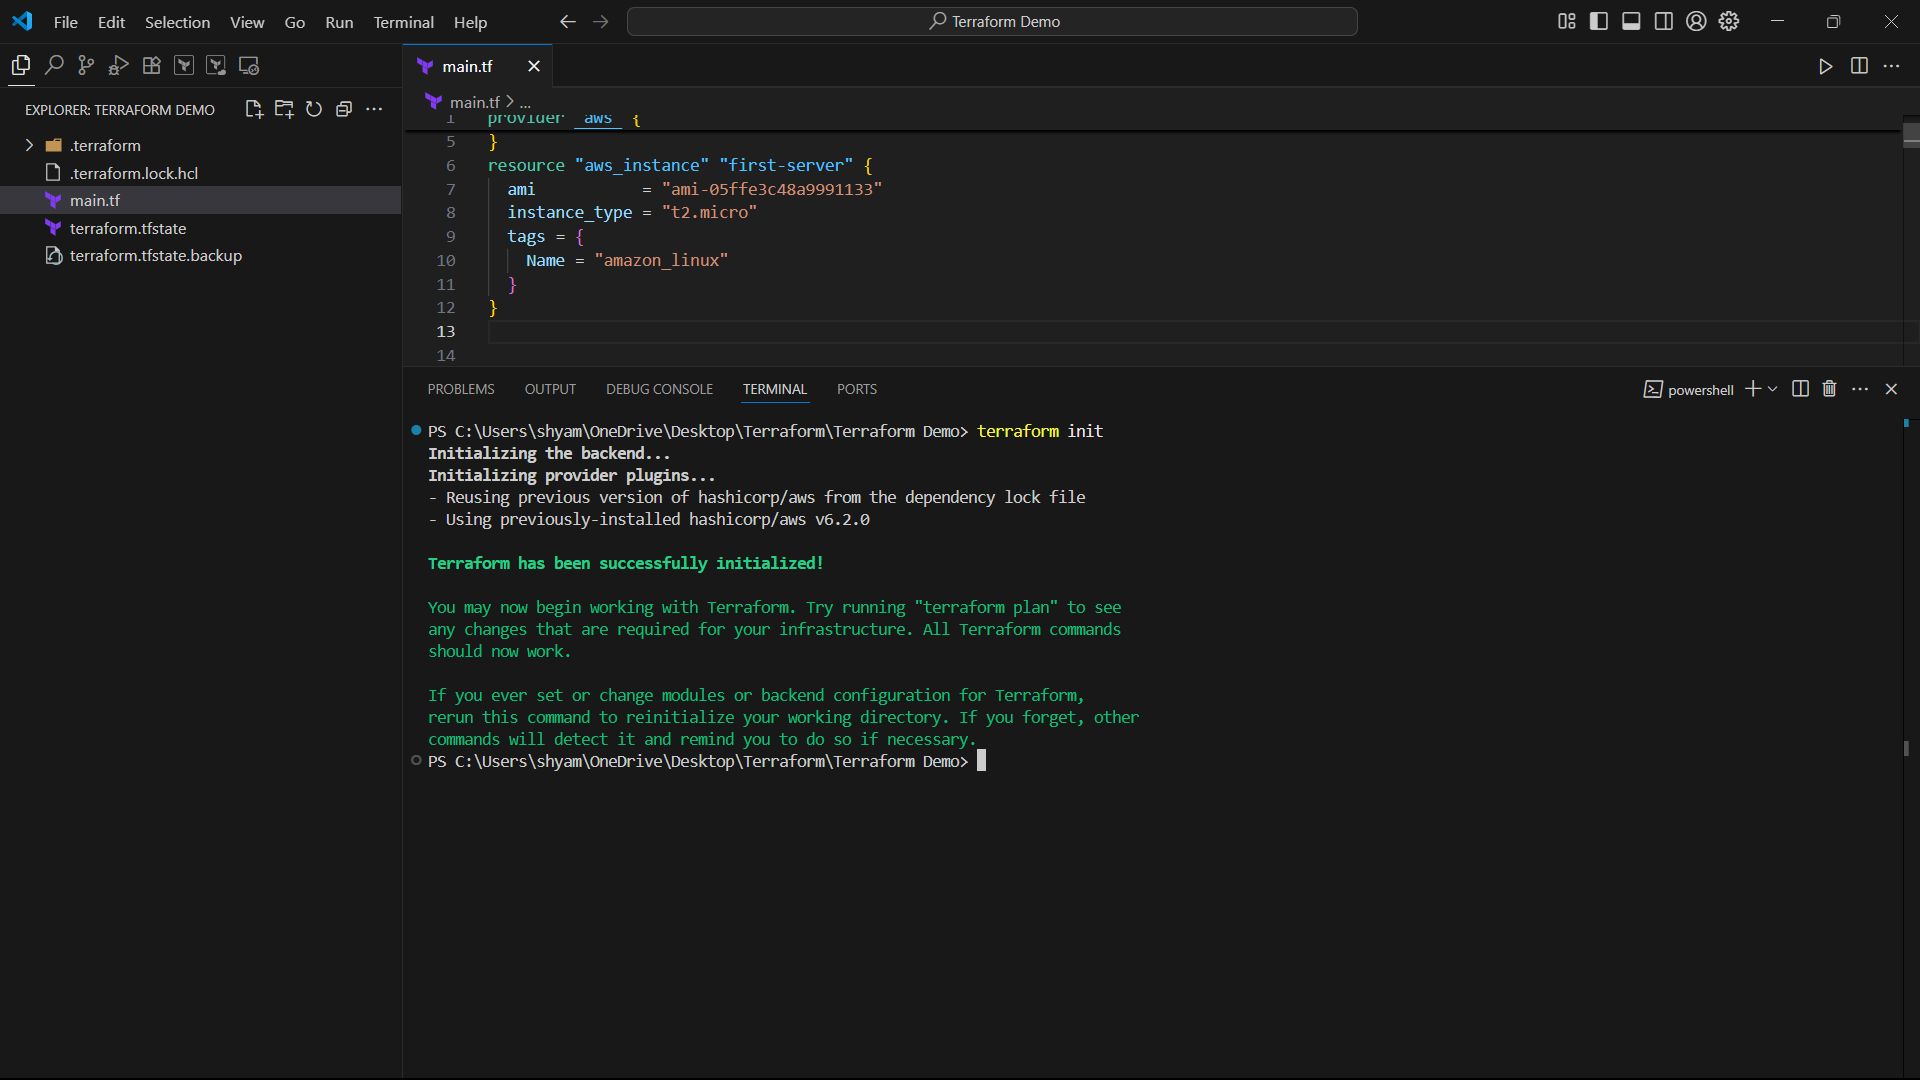 File Edit Selection View Go Run Terminal Help
Terraform Demo
EXPLORER: TERRAFORM DEMO
.terraform
.terraform.lock.hcl
main.tf
terraform.tfstate
terraform.tfstate.backup
main.tf
main.tf > ...
1 provider "aws" {
5 }
6 resource "aws_instance" "first-server" {
7 ami = "ami-05ffe3c48a9991133"
8 instance_type = "t2.micro"
9 tags = {
10 Name = "amazon_linux"
11 }
12 }
13
14
PROBLEMS OUTPUT DEBUG CONSOLE TERMINAL PORTS
powershell
PS C:\Users\shyam\OneDrive\Desktop\Terraform\Terraform Demo> terraform init
Initializing the backend...
Initializing provider plugins...
- Reusing previous version of hashicorp/aws from the dependency lock file
- Using previously-installed hashicorp/aws v6.2.0
Terraform has been successfully initialized!
You may now begin working with Terraform. Try running "terraform plan" to see
any changes that are required for your infrastructure. All Terraform commands
should now work.
If you ever set or change modules or backend configuration for Terraform,
rerun this command to reinitialize your working directory. If you forget, other
commands will detect it and remind you to do so if necessary.
PS C:\Users\shyam\OneDrive\Desktop\Terraform\Terraform Demo>